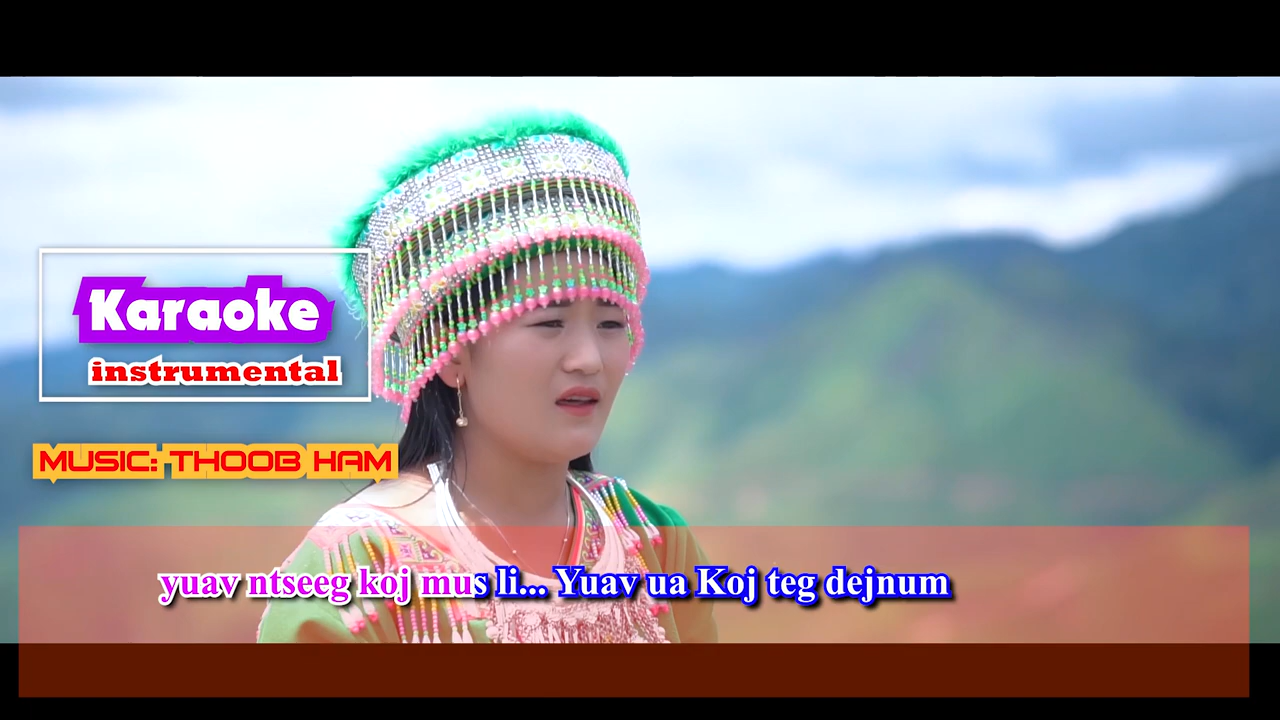 Karaoke
instrumental
MUSIC: THOOB HAM
yuav ntseeg koj mus li... Yuav ua Koj teg dejnum